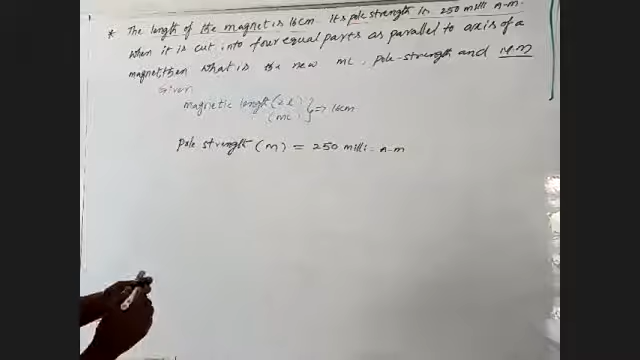 * The length of the magnet is 16cm. Its pole strength is 250 milli A-m.
when it is cut into four equal parts as parallel to axis of a
magnet, then what is the new ML, pole-strength and M.M
Given
magnetic length (2l) } => 16cm
(ML)
Pole strength (m) = 250 milli - A-m